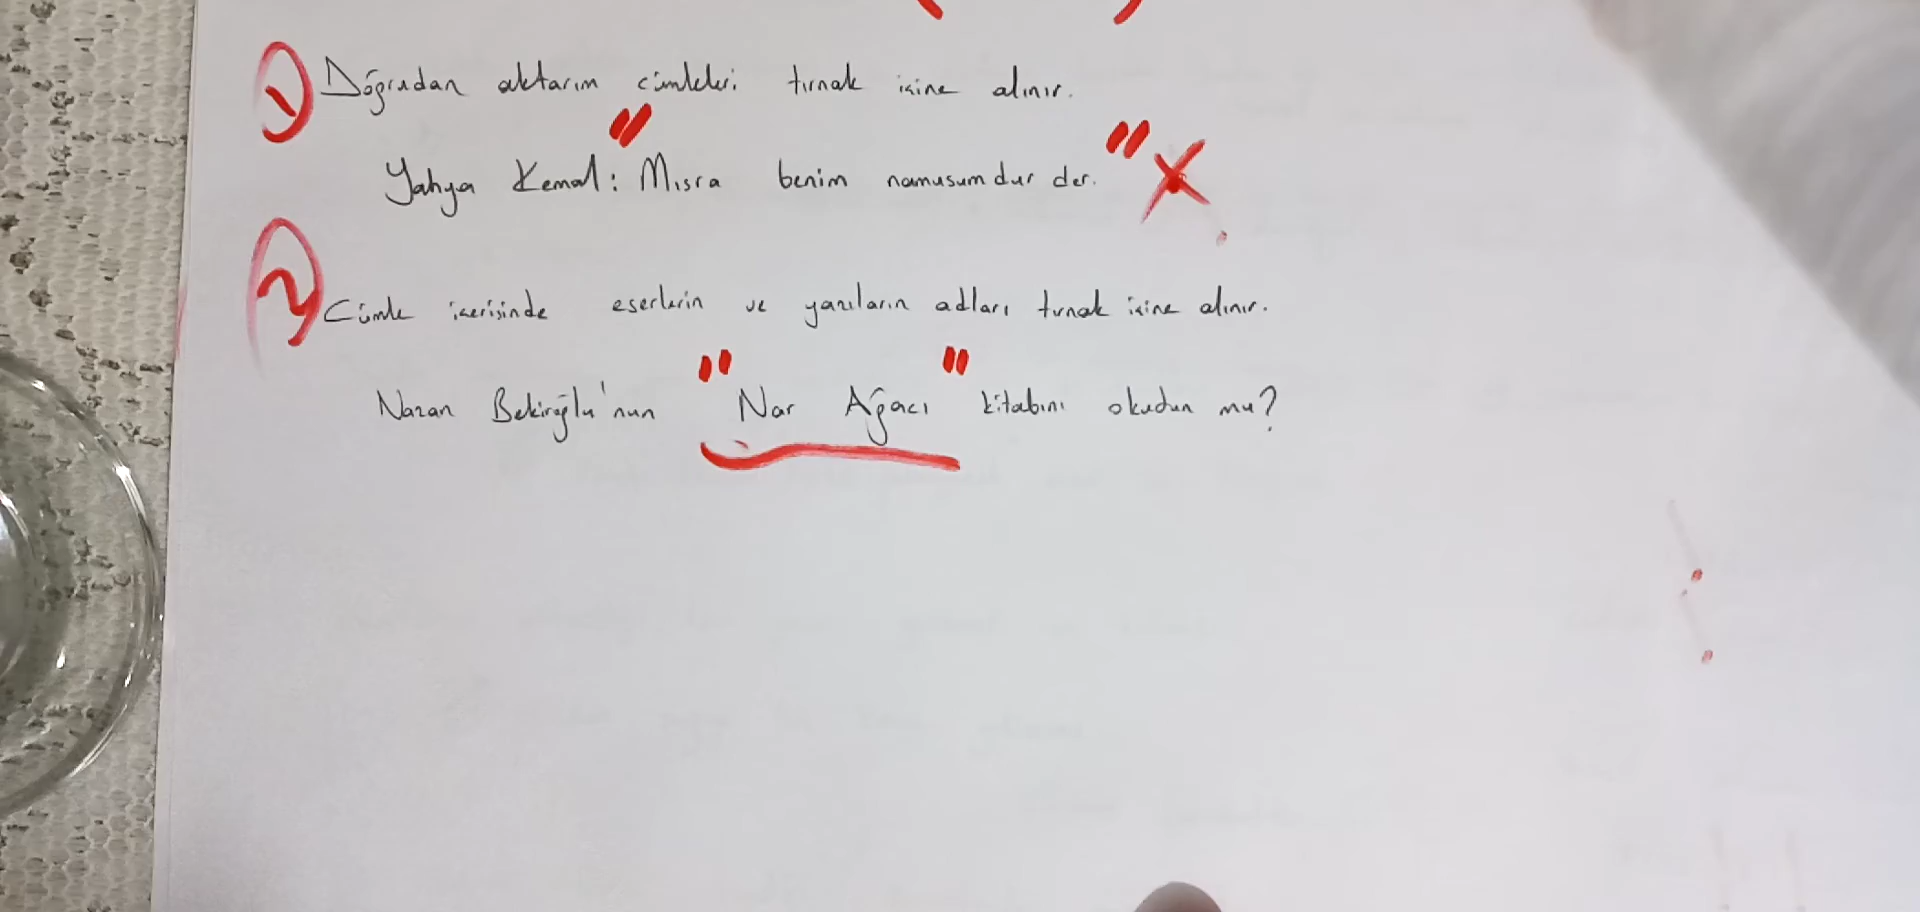 1) Doğrudan aktarım cümleleri tırnak içine alınır.
Yahya Kemal: "Mısra benim namusumdur der." X
2) Cümle içerisinde eserlerin ve yazıların adları tırnak içine alınır.
Nazan Bekiroğlu'nun "Nar Ağacı" kitabını okudun mu?